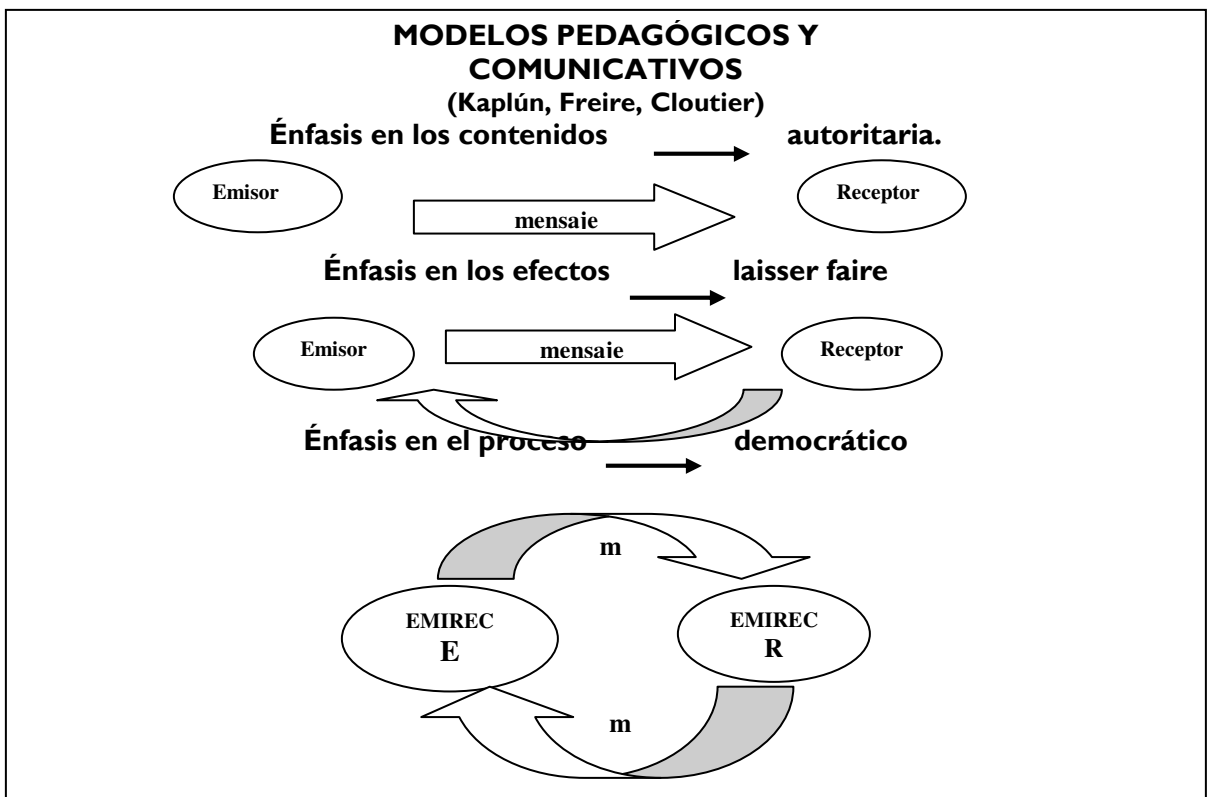 MODELOS PEDAGÓGICOS Y
COMUNICATIVOS
(Kaplún, Freire, Cloutier)
Énfasis en los contenidos autoritaria.
Emisor mensaje Receptor
Énfasis en los efectos laisser faire
Emisor mensaje Receptor
Énfasis en el proceso democrático
m
EMIREC EMIREC
E R
m